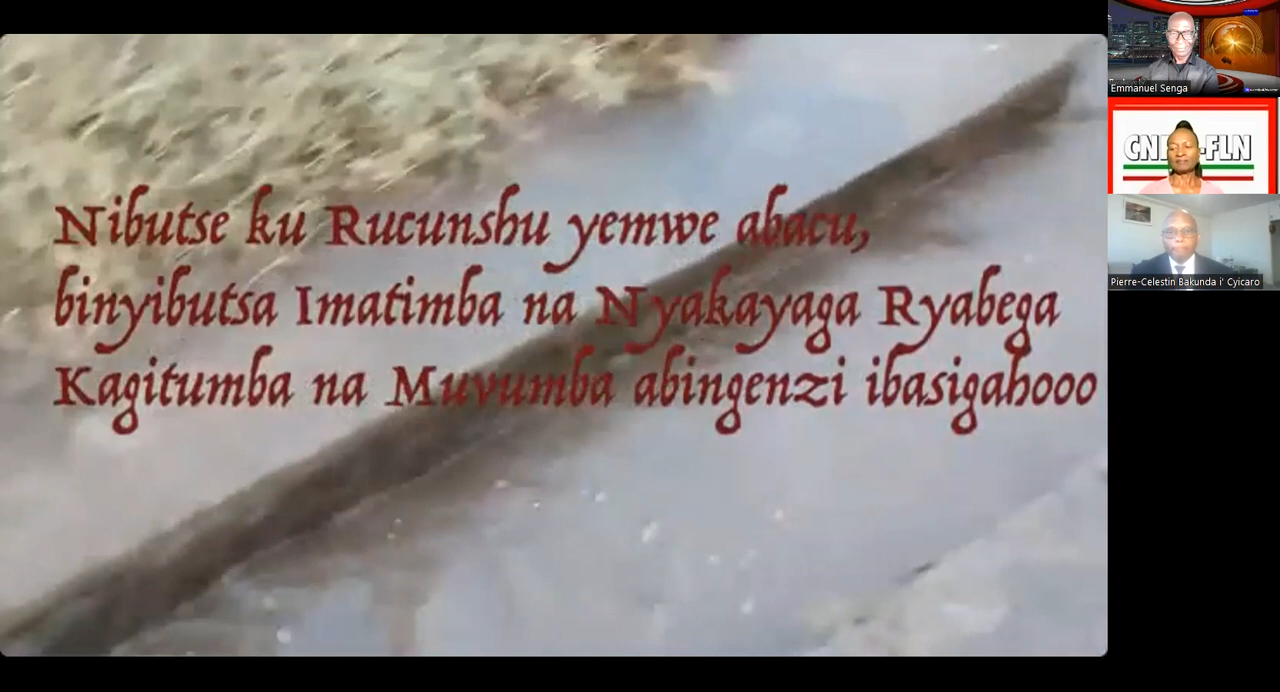 Nibutse ku Rucunshu yemwe abacu,
binyibutsa Imatimba na Nyakayaga Ryabega
Kagitumba na Muvumba abingenzi ibasigahooo
Emmanuel Senga
-FLN
Pierre-Celestin Bakunda i' Cyicaro